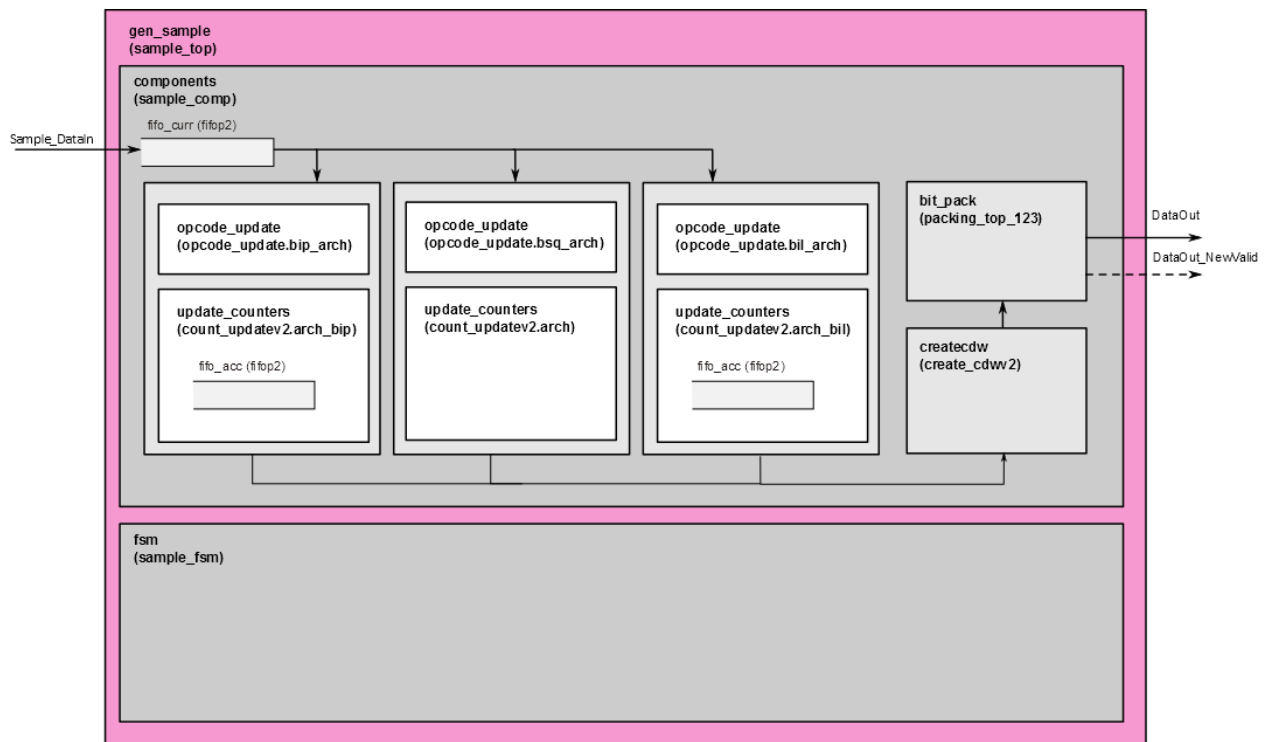 gen_sample
(sample_top)
components
(sample_comp)
fifo_curr (fifop2)
Sample_DataIn
opcode_update
(opcode_update.bip_arch)
update_counters
(count_updatev2.arch_bip)
fifo_acc (fifop2)
opcode_update
(opcode_update.bsq_arch)
update_counters
(count_updatev2.arch)
opcode_update
(opcode_update.bil_arch)
update_counters
(count_updatev2.arch_bil)
fifo_acc (fifop2)
bit_pack
(packing_top_123)
DataOut
DataOut_NewValid
createcdw
(create_cdwv2)
fsm
(sample_fsm)